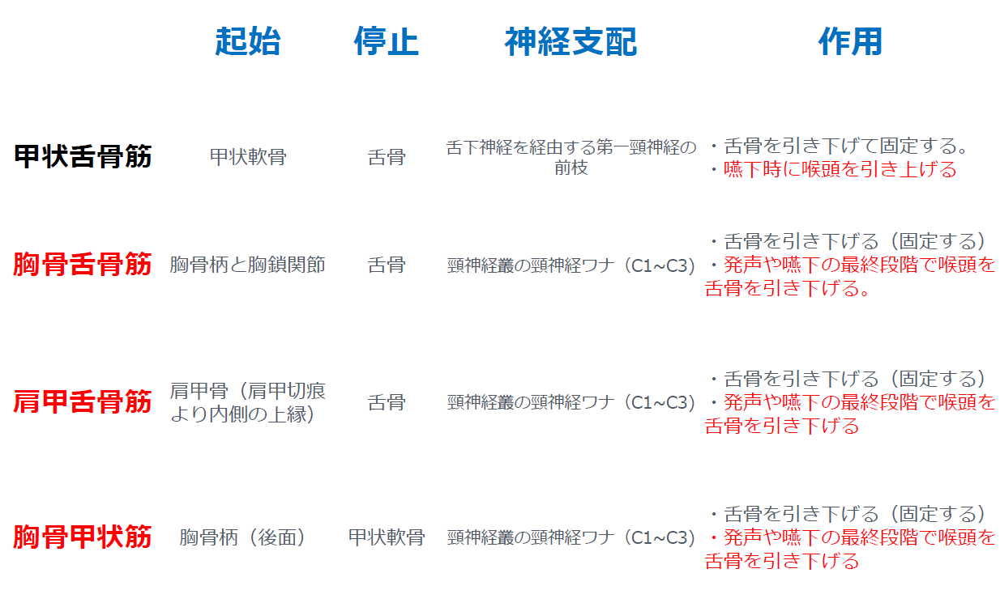 起始 停止 神経支配 作用
甲状舌骨筋 甲状軟骨 舌骨 舌下神経を経由する第一頸神経の
前枝
・舌骨を引き下げて固定する。
・嚥下時に喉頭を引き上げる
胸骨舌骨筋 胸骨柄と胸鎖関節 舌骨 頸神経叢の頸神経ワナ（C1~C3)
・舌骨を引き下げる（固定する）
・発声や嚥下の最終段階で喉頭を
舌骨を引き下げる。
肩甲舌骨筋 肩甲骨（肩甲切痕
より内側の上縁）
舌骨 頸神経叢の頸神経ワナ（C1~C3)
・舌骨を引き下げる（固定する）
・発声や嚥下の最終段階で喉頭を
舌骨を引き下げる
胸骨甲状筋 胸骨柄（後面） 甲状軟骨 頸神経叢の頸神経ワナ（C1~C3)
・舌骨を引き下げる（固定する）
・発声や嚥下の最終段階で喉頭を
舌骨を引き下げる